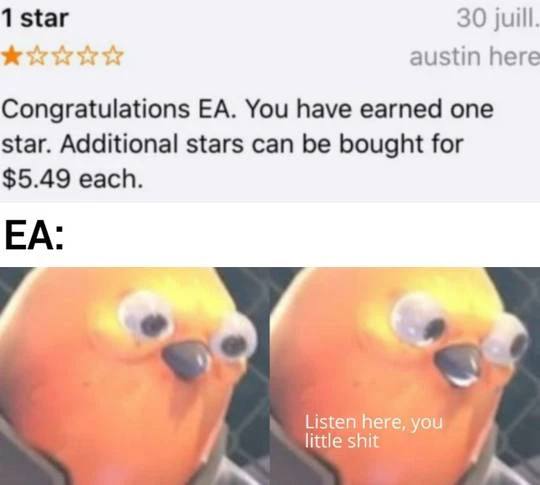 1 star
30 juill.
austin here
Congratulations EA. You have earned one
star. Additional stars can be bought for
$5.49 each.
EA:
Listen here, you
little shit